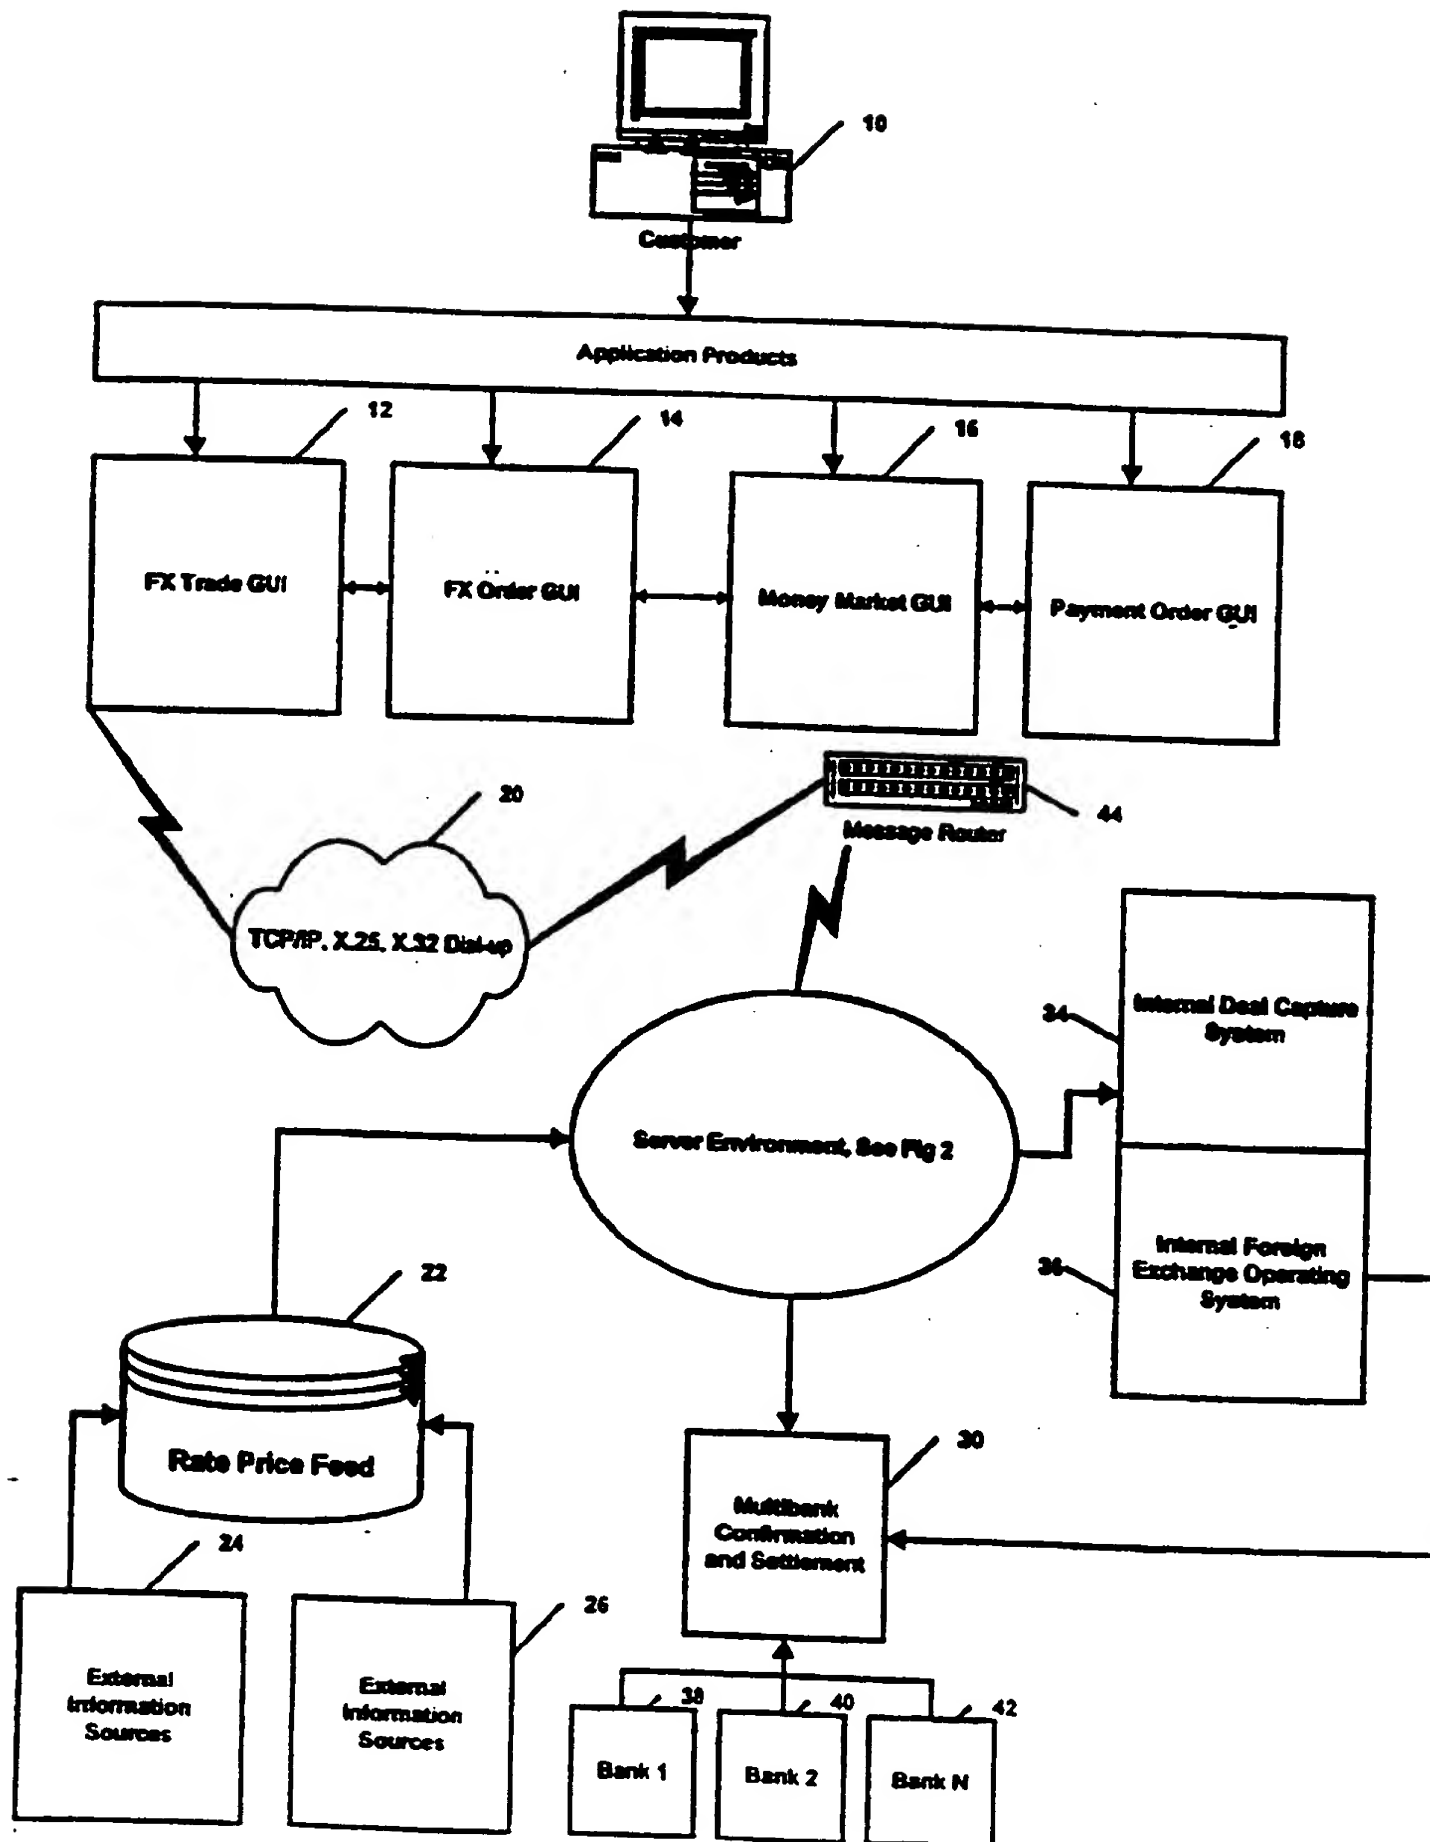 10
Customer
Application Products
12
14
16
18
FX Trade GUI
FX Order GUI
Money Market GUI
Payment Order GUI
20
44
Message Router
TCP/IP, X.25, X.32 Dial-up
34
Internal Deal Capture
System
Server Environment, See Fig 2
36
Internal Foreign
Exchange Operating
System
22
Rate Price Feed
30
Multibank
Confirmation
and Settlement
24
26
External
Information
Sources
External
Information
Sources
38
40
42
Bank 1
Bank 2
Bank N